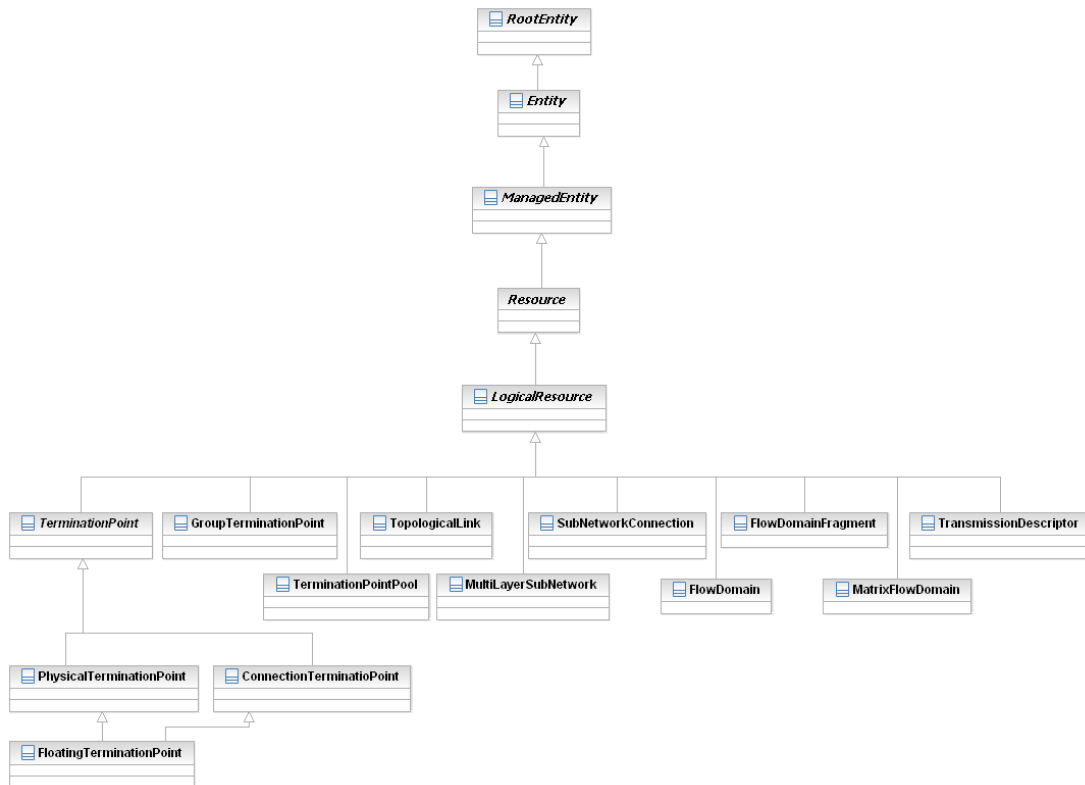 RootEntity
Entity
ManagedEntity
Resource
LogicalResource
TerminationPoint
GroupTerminationPoint
TopologicalLink
SubNetworkConnection
FlowDomainFragment
TransmissionDescriptor
TerminationPointPool
MultiLayerSubNetwork
FlowDomain
MatrixFlowDomain
PhysicalTerminationPoint
ConnectionTerminatioPoint
FloatingTerminationPoint